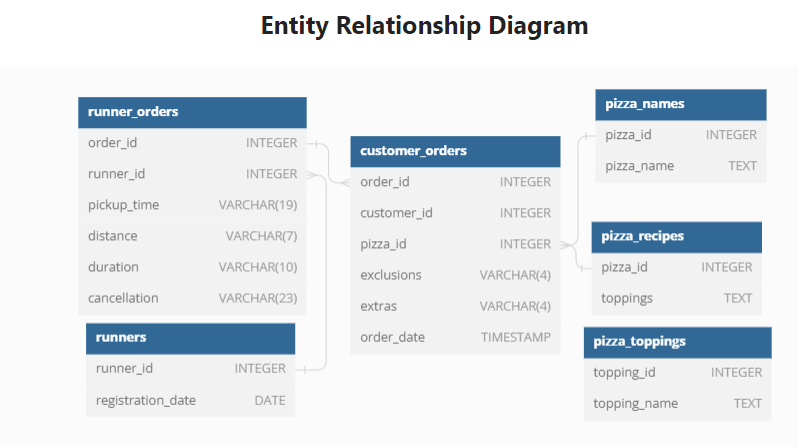 Entity Relationship Diagram
runner_orders
order_id INTEGER
runner_id INTEGER
pickup_time VARCHAR(19)
distance VARCHAR(7)
duration VARCHAR(10)
cancellation VARCHAR(23)
runners
runner_id INTEGER
registration_date DATE
customer_orders
order_id INTEGER
customer_id INTEGER
pizza_id INTEGER
exclusions VARCHAR(4)
extras VARCHAR(4)
order_date TIMESTAMP
pizza_names
pizza_id INTEGER
pizza_name TEXT
pizza_recipes
pizza_id INTEGER
toppings TEXT
pizza_toppings
topping_id INTEGER
topping_name TEXT